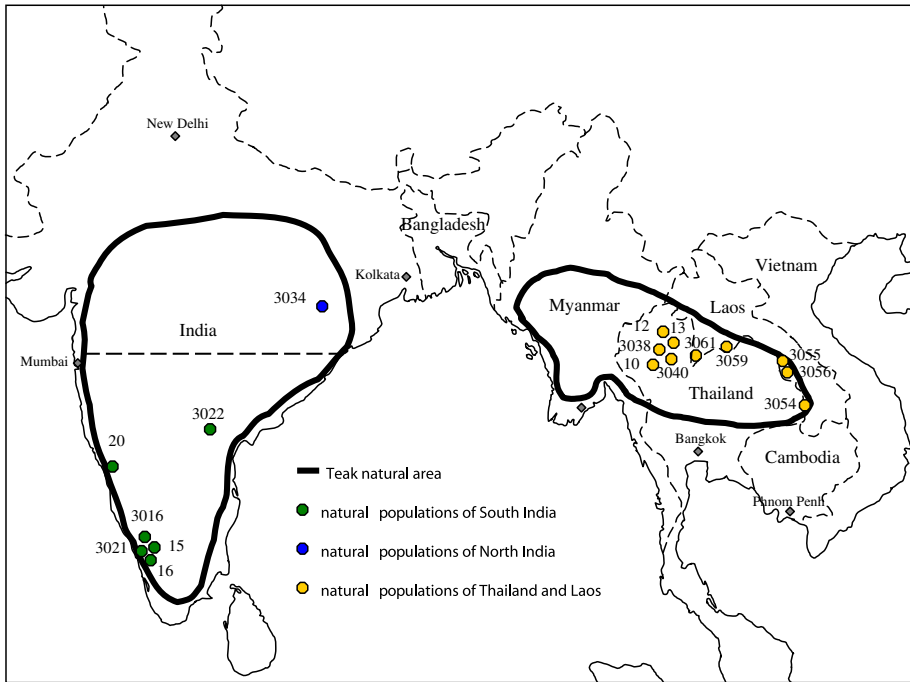 New Delhi
Bangladesh
Kolkata
Vietnam
3034
Myanmar
Laos
India
12
13
3038
3061
Mumbai
10
3040
3059
3055
3056
Thailand
3022
3054
20
Bangkok
Cambodia
Teak natural area
Phnom Penh
natural populations of South India
3016
3021
15
natural populations of North India
16
natural populations of Thailand and Laos